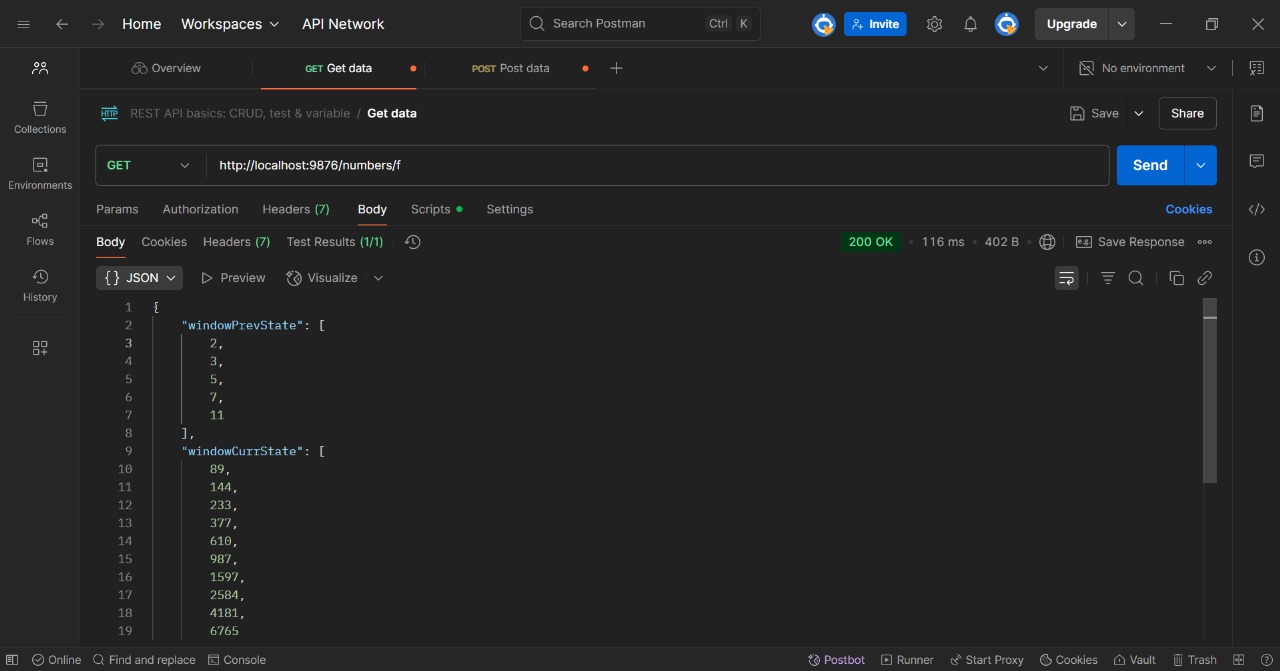 Home Workspaces API Network Search Postman Ctrl K Invite Upgrade
Overview GET Get data POST Post data No environment
HTTP REST API basics: CRUD, test & variable / Get data Save Share
Collections
Environments
Flows
History
GET http://localhost:9876/numbers/f Send
Params Authorization Headers (7) Body Scripts Settings Cookies
Body Cookies Headers (7) Test Results (1/1) 200 OK • 116 ms • 402 B • e.g. Save Response
{} JSON Preview Visualize
1 {
2 "windowPrevState": [
3 2,
4 3,
5 5,
6 7,
7 11
8 ],
9 "windowCurrState": [
10 89,
11 144,
12 233,
13 377,
14 610,
15 987,
16 1597,
17 2584,
18 4181,
19 6765
Online Find and replace Console Postbot Runner Start Proxy Cookies Vault Trash